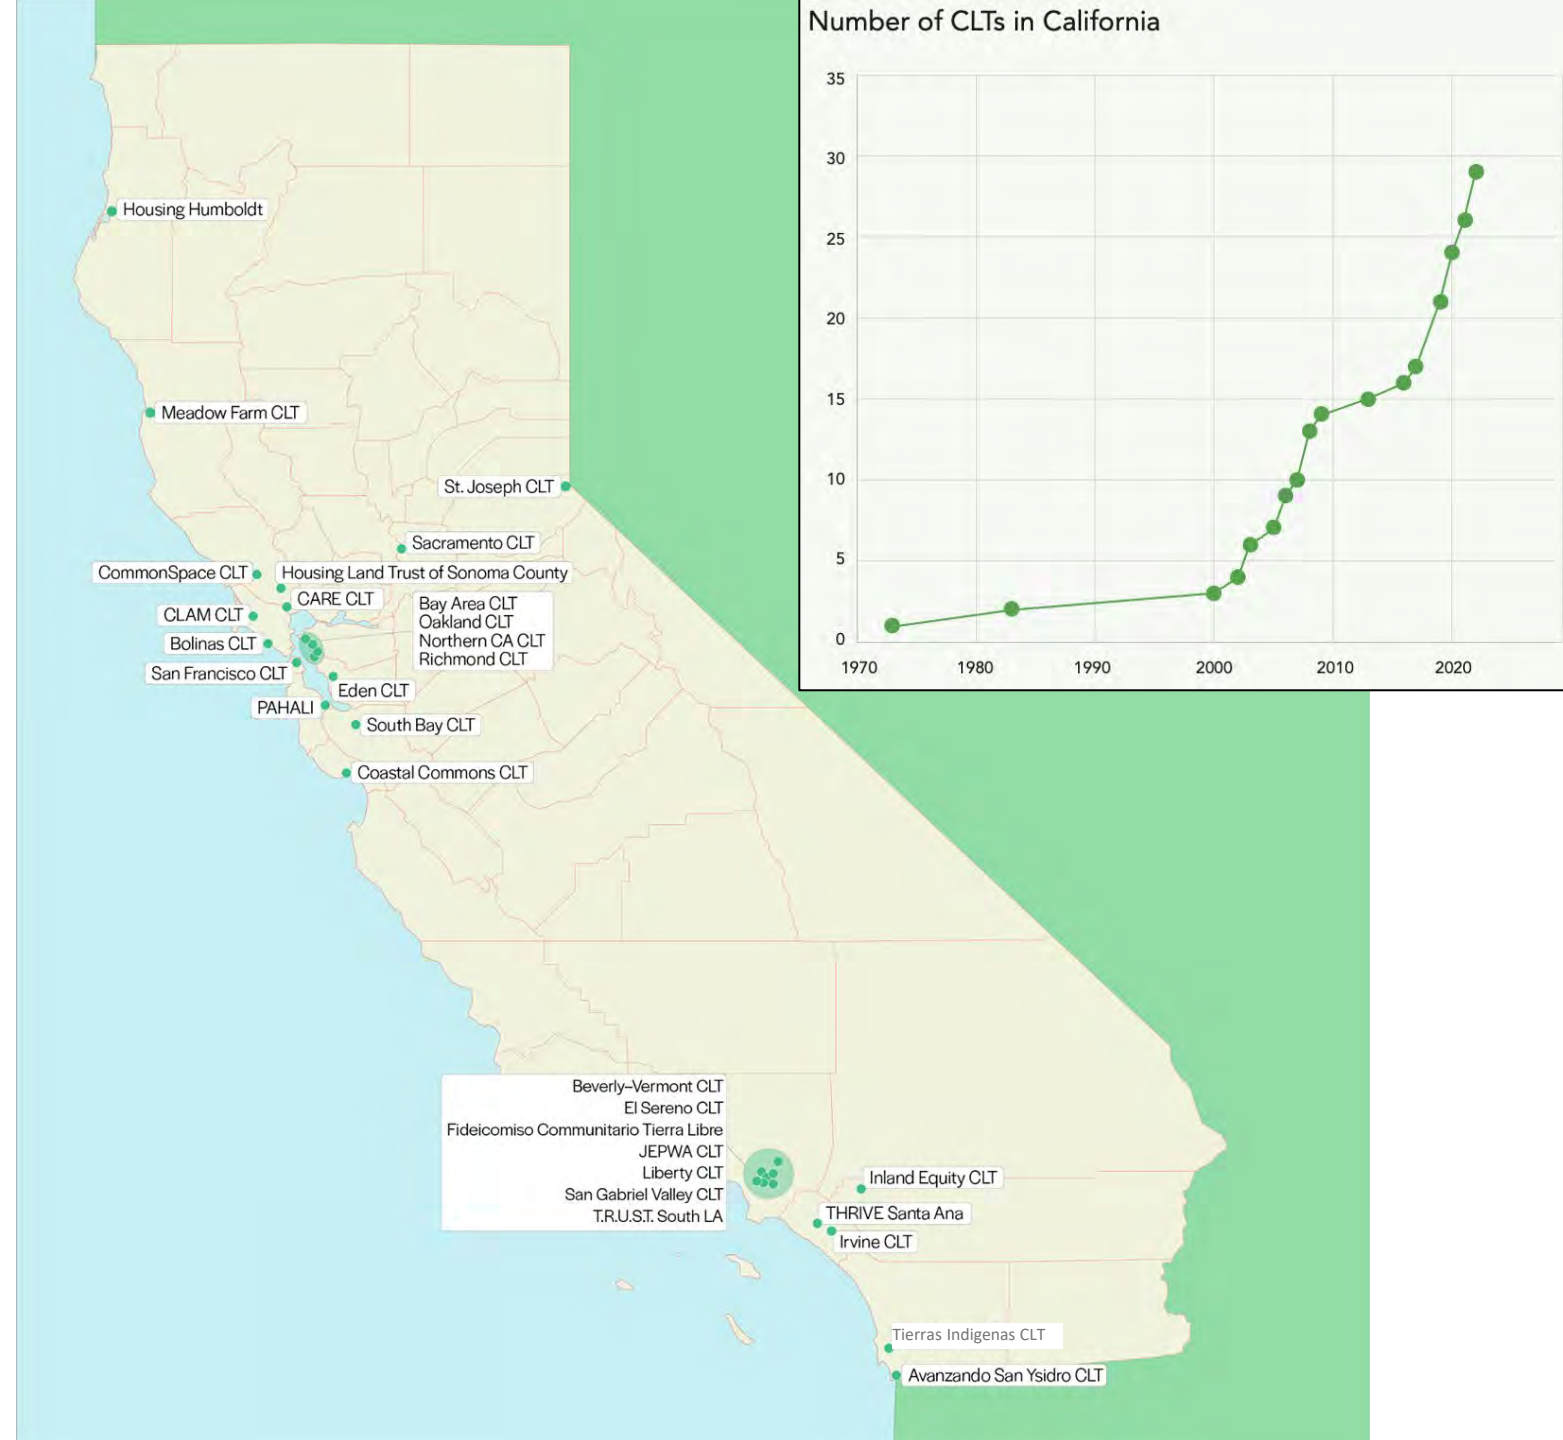 Number of CLTs in California
35
30
25
20
15
10
5
0
1970 1980 1990 2000 2010 2020
Housing Humboldt
Meadow Farm CLT
St. Joseph CLT
Sacramento CLT
CommonSpace CLT
Housing Land Trust of Sonoma County
CARE CLT
CLAM CLT
Bay Area CLT
Oakland CLT
Northern CA CLT
Richmond CLT
Bolinas CLT
San Francisco CLT
Eden CLT
PAHALI
South Bay CLT
Coastal Commons CLT
Beverly–Vermont CLT
El Sereno CLT
Fideicomiso Communitario Tierra Libre
JEPWA CLT
Liberty CLT
San Gabriel Valley CLT
T.R.U.S.T. South LA
Inland Equity CLT
THRIVE Santa Ana
Irvine CLT
Tierras Indigenas CLT
Avanzando San Ysidro CLT